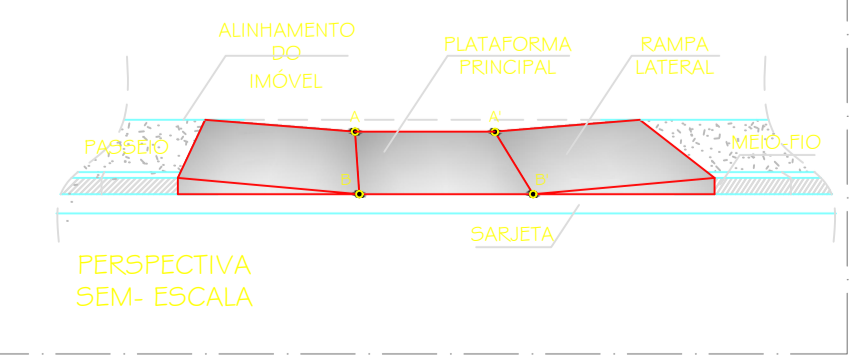 ALINHAMENTO
DO
IMÓVEL
PLATAFORMA
PRINCIPAL
RAMPA
LATERAL
A
A'
PASSEIO
MEIO-FIO
B
B'
SARJETA
PERSPECTIVA
SEM- ESCALA